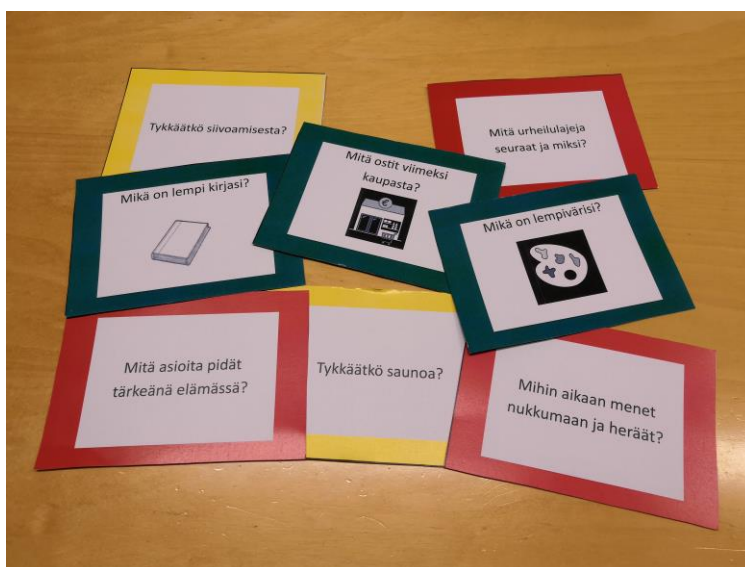 Tykkäätkö siivoamisesta?
Mitä urheilulajeja
seuraat ja miksi?
Mikä on lempi kirjasi?
Mitä ostit viimeksi
kaupasta?
Mikä on lempivärisi?
Mitä asioita pidät
tärkeänä elämässä?
Tykkäätkö saunoa?
Mihin aikaan menet
nukkumaan ja heräät?